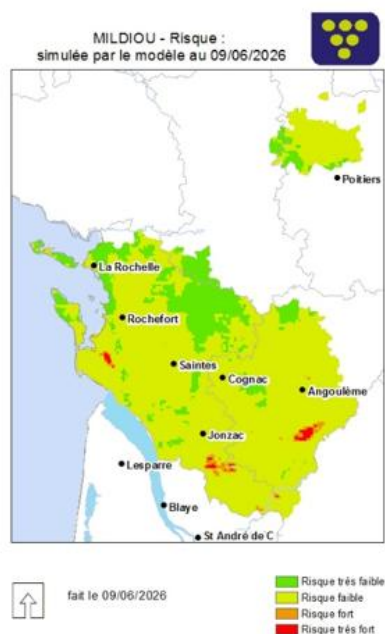 MILDIOU - Risque :
simulée par le modèle au 09/06/2026
Poitiers
La Rochelle
Rochefort
Saintes
Cognac
Angoulême
Jonzac
Lesparre
Blaye
St André de C
fait le 09/06/2026
Risque très faible
Risque faible
Risque fort
Risque très fort